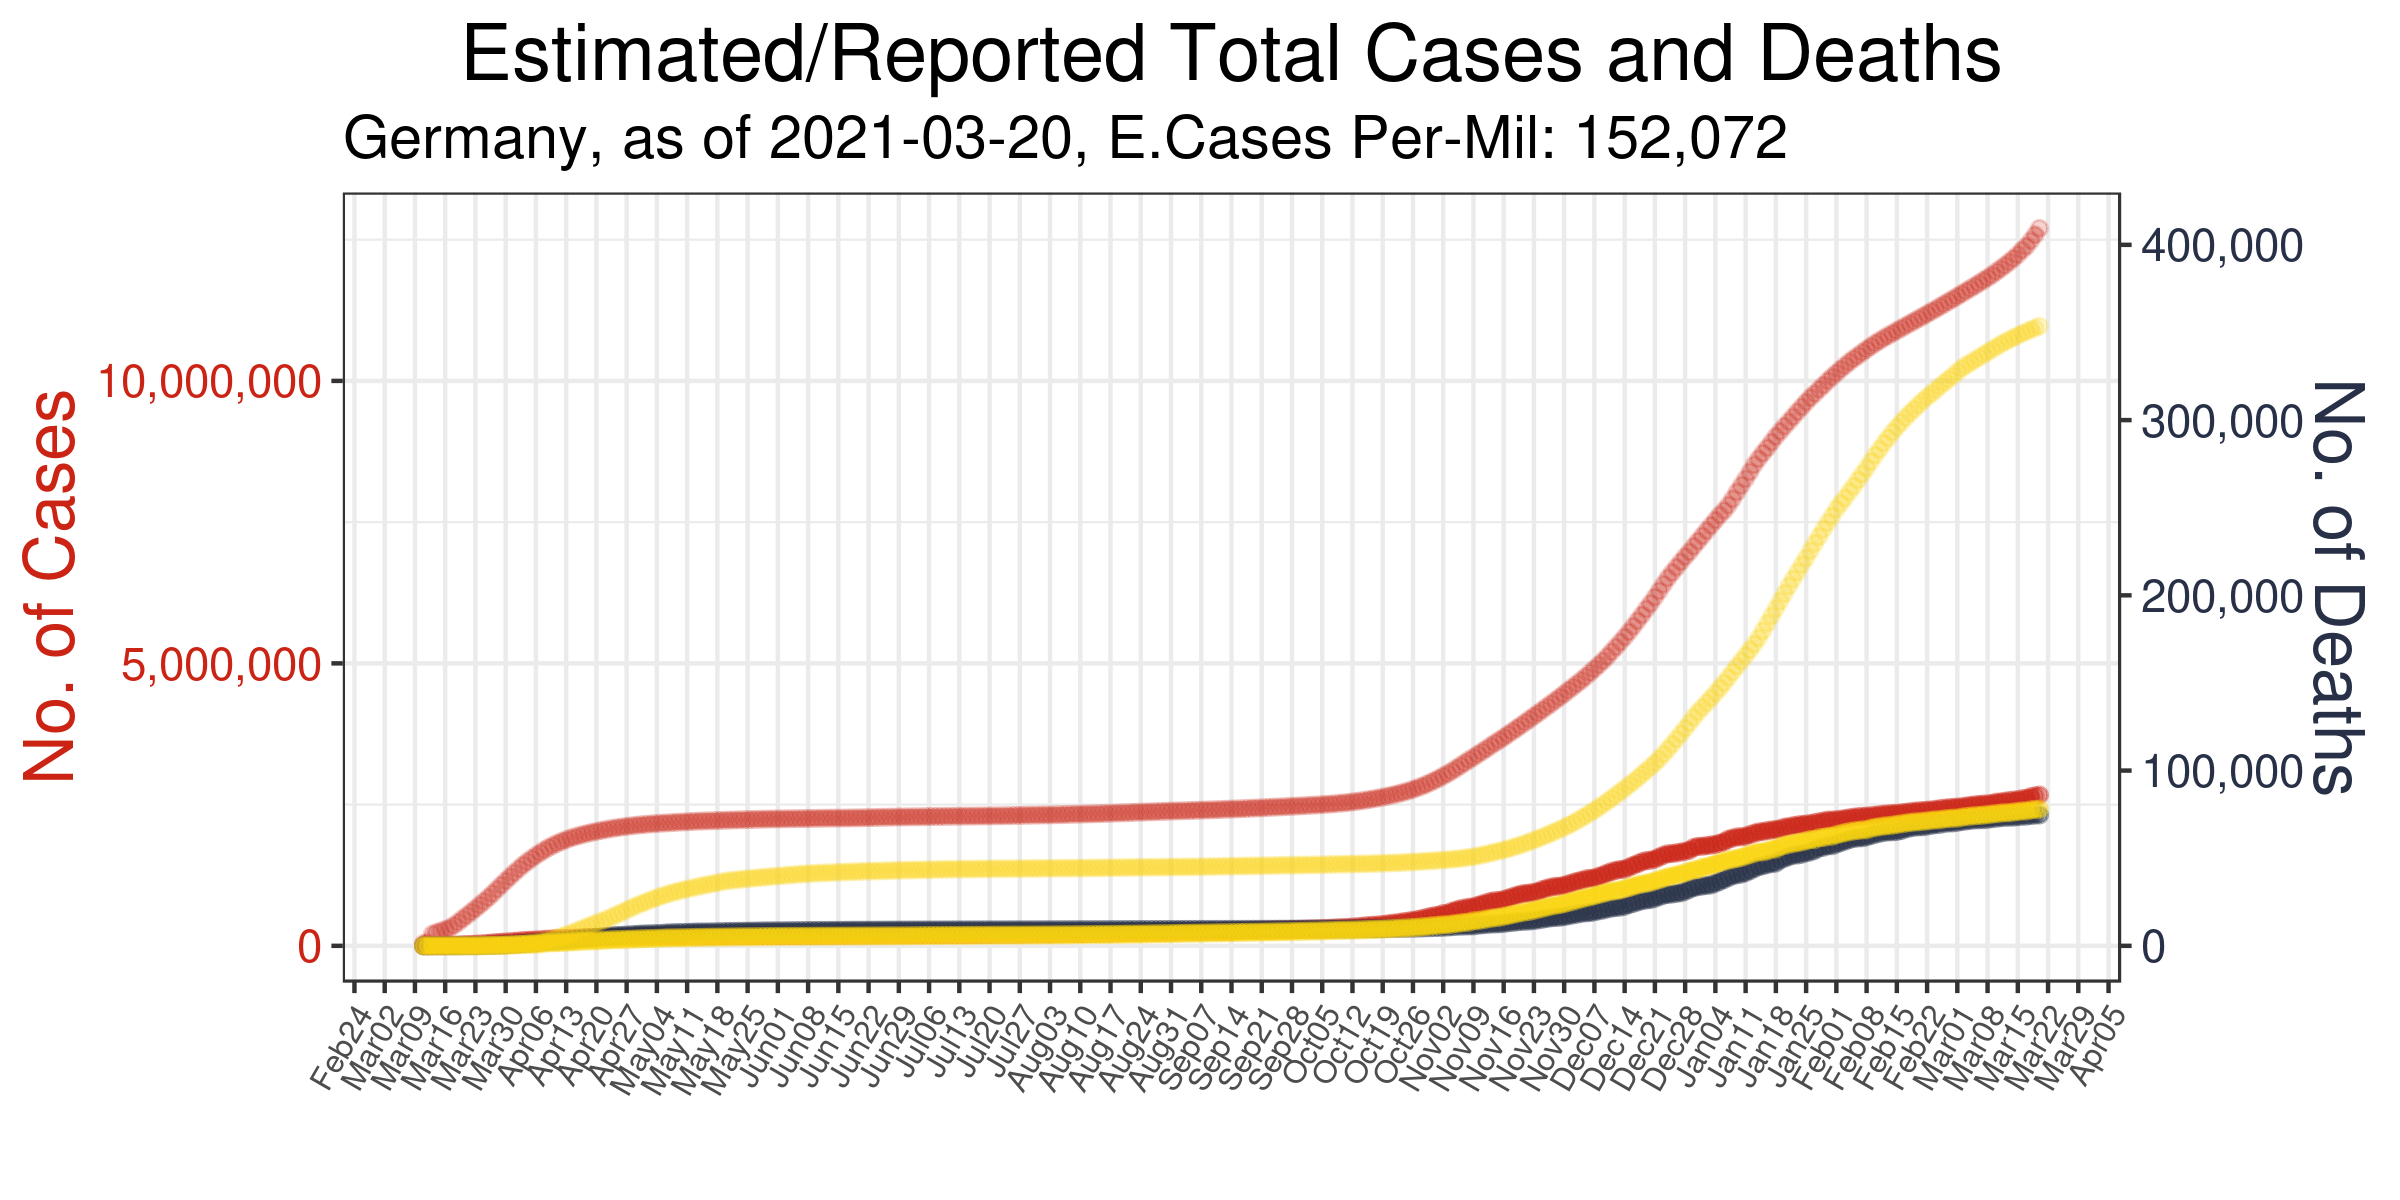 Estimated/Reported Total Cases and Deaths
Germany, as of 2021-03-20, E.Cases Per-Mil: 152,072
No. of Cases
10,000,000
5,000,000
0
400,000
300,000
200,000
100,000
0
No. of Deaths
Feb24
Mar02
Mar09
Mar16
Mar23
Mar30
Apr06
Apr13
Apr20
Apr27
May04
May11
May18
May25
Jun01
Jun08
Jun15
Jun22
Jun29
Jul06
Jul13
Jul20
Jul27
Aug03
Aug10
Aug17
Aug24
Aug31
Sep07
Sep14
Sep21
Sep28
Oct05
Oct12
Oct19
Oct26
Nov02
Nov09
Nov16
Nov23
Nov30
Dec07
Dec14
Dec21
Dec28
Jan04
Jan11
Jan18
Jan25
Feb01
Feb08
Feb15
Feb22
Mar01
Mar08
Mar15
Mar22
Mar29
Apr05